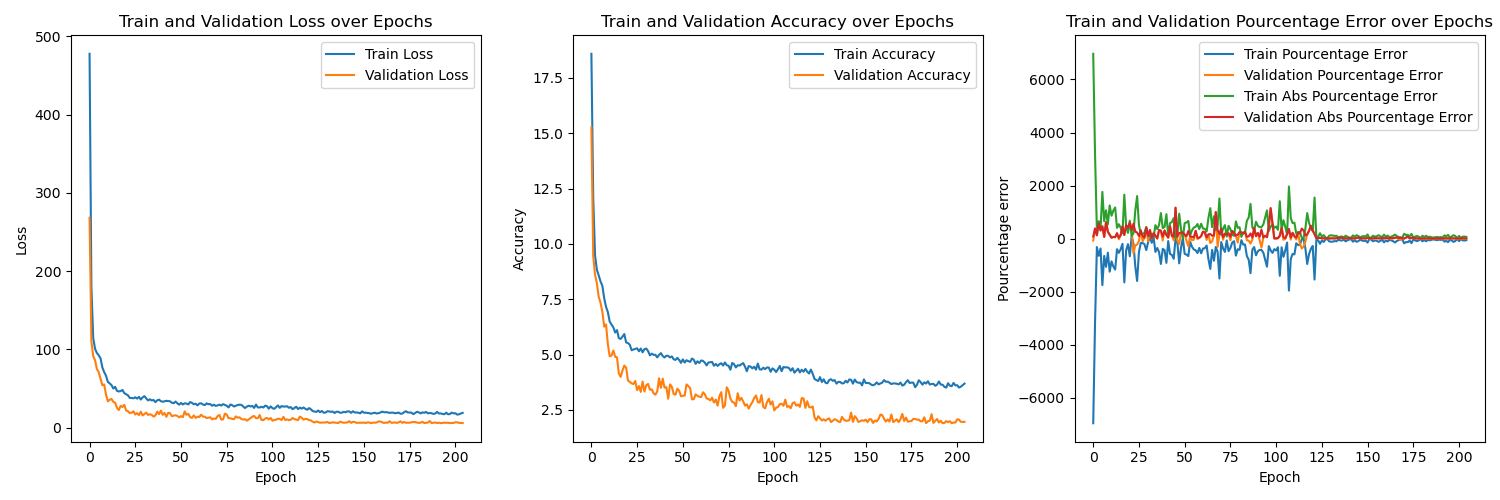 Train and Validation Loss over Epochs
500
400
300
200
100
0
Loss
0 25 50 75 100 125 150 175 200
Epoch
Train Loss
Validation Loss
Train and Validation Accuracy over Epochs
17.5
15.0
12.5
10.0
7.5
5.0
2.5
Accuracy
0 25 50 75 100 125 150 175 200
Epoch
Train Accuracy
Validation Accuracy
Train and Validation Pourcentage Error over Epochs
6000
4000
2000
0
−2000
−4000
−6000
Pourcentage error
0 25 50 75 100 125 150 175 200
Epoch
Train Pourcentage Error
Validation Pourcentage Error
Train Abs Pourcentage Error
Validation Abs Pourcentage Error